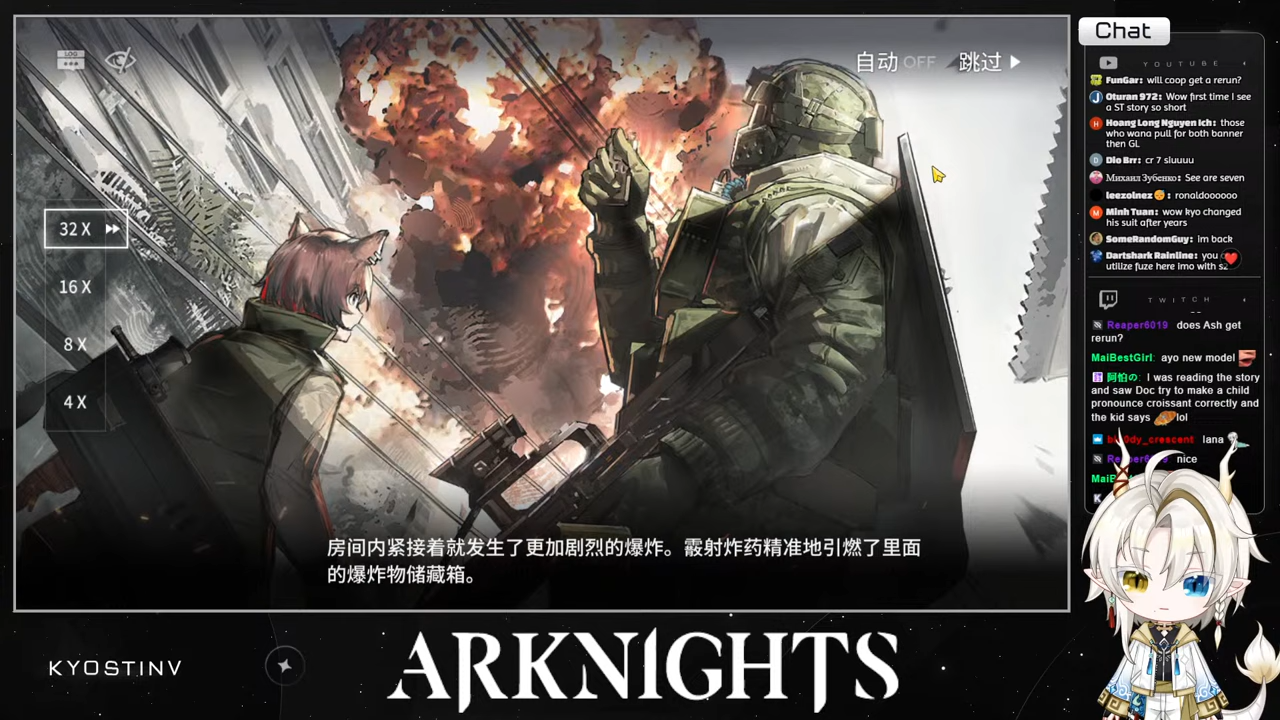 LOG
自动 OFF 跳过
32 X
16 X
8 X
4 X
房间内紧接着就发生了更加剧烈的爆炸。霰射炸药精准地引燃了里面
的爆炸物储藏箱。
KYOSTINV
ARKNIGHTS
Chat
YOUTUBE
FunGar: will coop get a rerun?
Oturan 972: Wow first time I see
a ST story so short
Hoang Long Nguyen Ich: those
who wana pull for both banner
then GL
Dio Brr: cr 7 sluuuu
Михаил Зубенко: See are seven
leezolnez: ronaldoooooo
Minh Tuan: wow kyo changed
his suit after years
SomeRandomGuy: im back
Dartshark Rainline: you
utilize fuze here imo with s2
TWITCH
Reaper6019 does Ash get
rerun?
MaiBestGirl: ayo new model
阿怕の: I was reading the story
and saw Doc try to make a child
pronounce croissant correctly and
the kid says lol
lana
nice